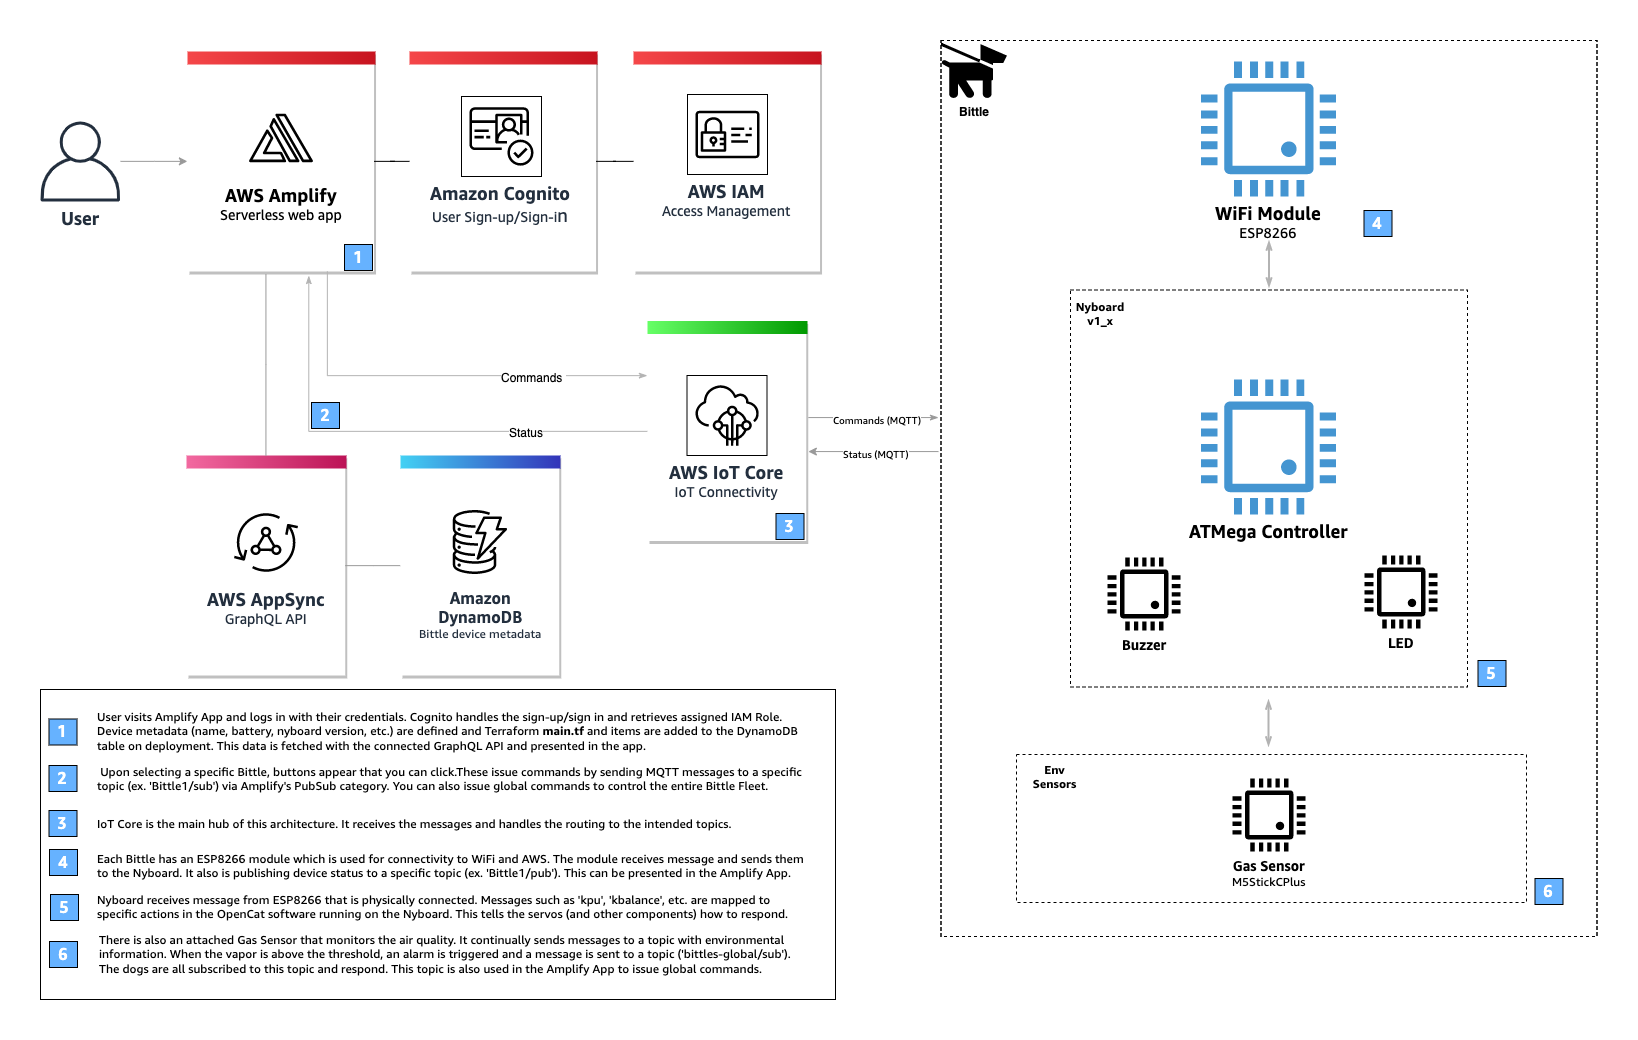 User
AWS Amplify
Serverless web app
1
Amazon Cognito
User Sign-up/Sign-in
AWS IAM
Access Management
Commands
2
Status
AWS IoT Core
IoT Connectivity
3
Commands (MQTT)
Status (MQTT)
AWS AppSync
GraphQL API
Amazon
DynamoDB
Bittle device metadata
Bittle
WiFi Module
ESP8266
4
Nyboard
v1_x
ATMega Controller
Buzzer
LED
5
Env
Sensors
Gas Sensor
M5StickCPlus
6
1
User visits Amplify App and logs in with their credentials. Cognito handles the sign-up/sign in and retrieves assigned IAM Role.
Device metadata (name, battery, nyboard version, etc.) are defined and Terraform main.tf and items are added to the DynamoDB
table on deployment. This data is fetched with the connected GraphQL API and presented in the app.
2
Upon selecting a specific Bittle, buttons appear that you can click.These issue commands by sending MQTT messages to a specific
topic (ex. 'Bittle1/sub') via Amplify's PubSub category. You can also issue global commands to control the entire Bittle Fleet.
3
IoT Core is the main hub of this architecture. It receives the messages and handles the routing to the intended topics.
4
Each Bittle has an ESP8266 module which is used for connectivity to WiFi and AWS. The module receives message and sends them
to the Nyboard. It also is publishing device status to a specific topic (ex. 'Bittle1/pub'). This can be presented in the Amplify App.
5
Nyboard receives message from ESP8266 that is physically connected. Messages such as 'kpu', 'kbalance', etc. are mapped to
specific actions in the OpenCat software running on the Nyboard. This tells the servos (and other components) how to respond.
6
There is also an attached Gas Sensor that monitors the air quality. It continually sends messages to a topic with environmental
information. When the vapor is above the threshold, an alarm is triggered and a message is sent to a topic ('bittles-global/sub').
The dogs are all subscribed to this topic and respond. This topic is also used in the Amplify App to issue global commands.